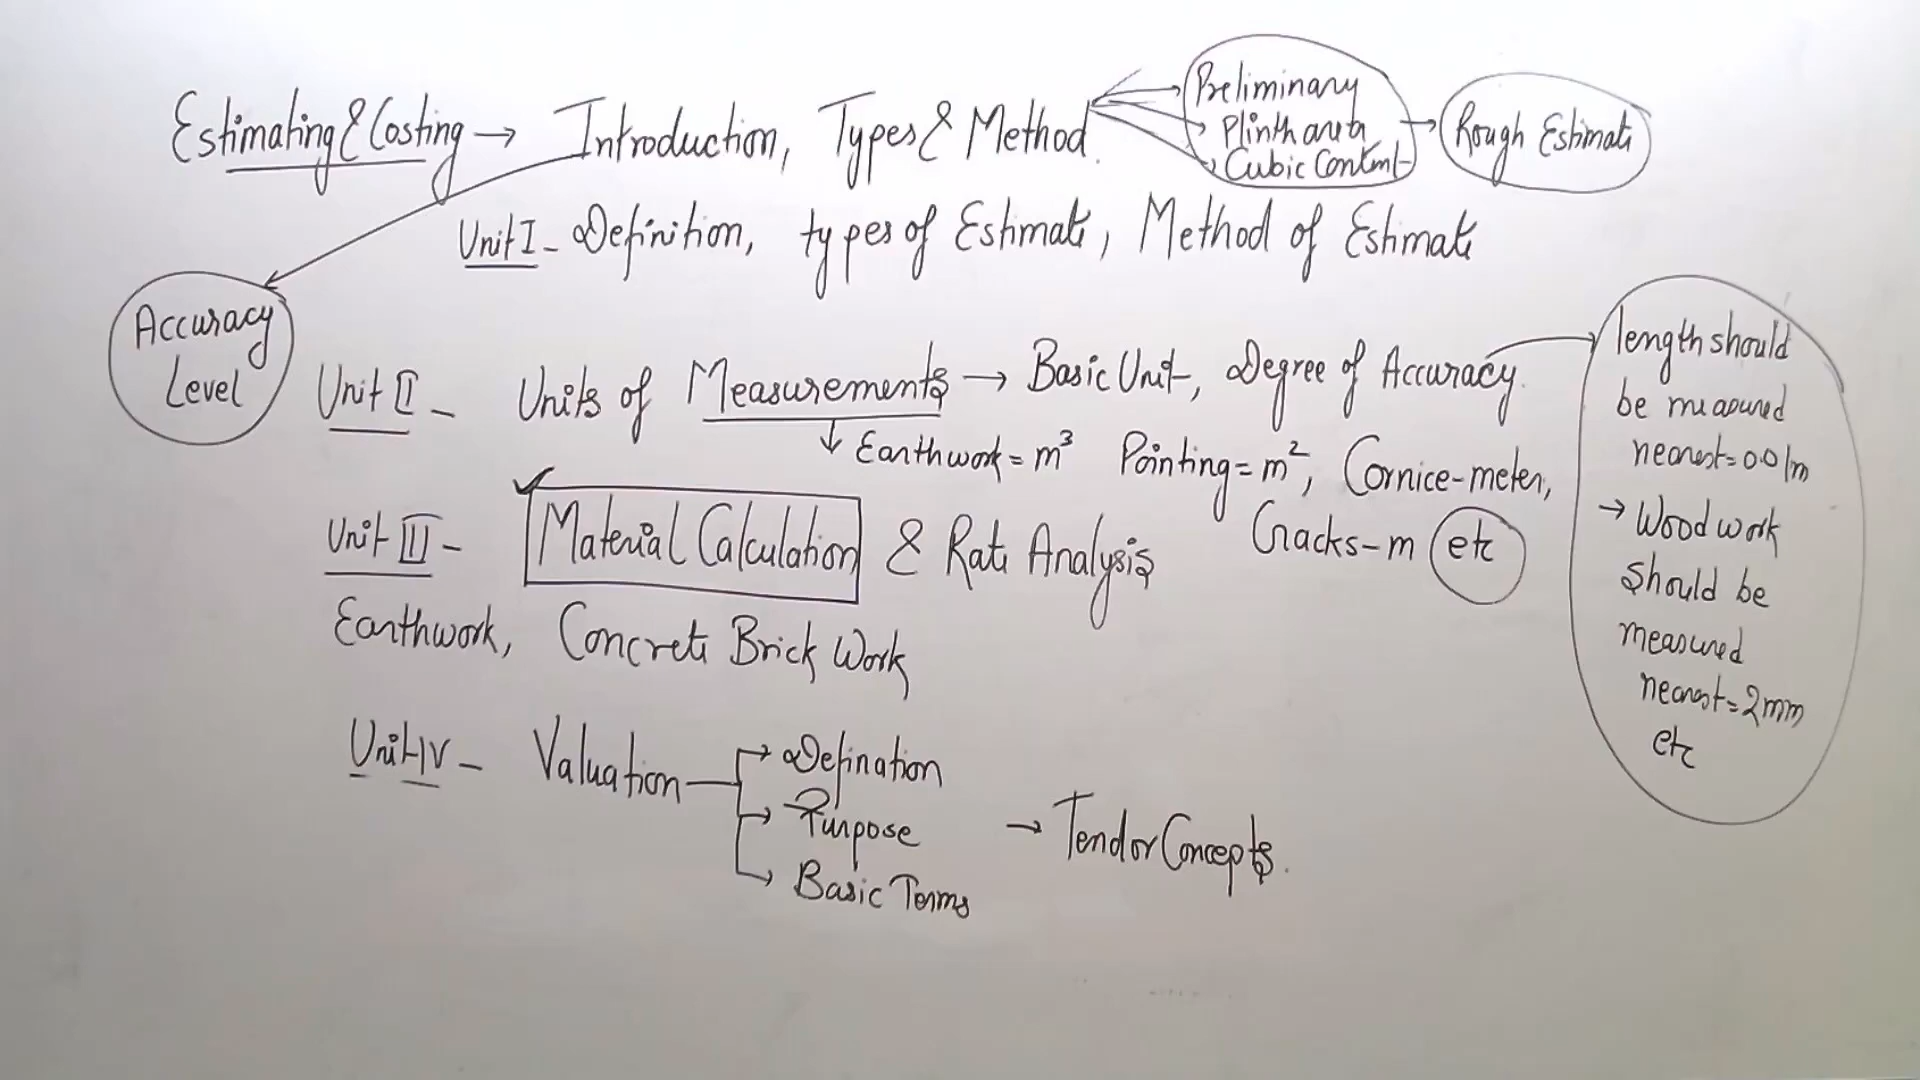 Estimating & Costing → Introduction, Types & Method.
Preliminary
Plinth area
Cubic Content
→ Rough Estimate
Unit I - Definition, types of Estimate, Method of Estimate
Accuracy
Level
Unit II - Units of Measurements → Basic Unit, Degree of Accuracy.
↓ Earthwork = m³ Pointing = m², Cornice-meter,
Cracks-m etc
length should
be measured
nearest = 0.01m
→ Wood work
should be
measured
nearest = 2mm
etc
Unit III - Material Calculation & Rate Analysis
Earthwork, Concrete Brick Work
Unit-IV - Valuation → Defination
→ Purpose
→ Basic Terms
→ Tendor Concepts.